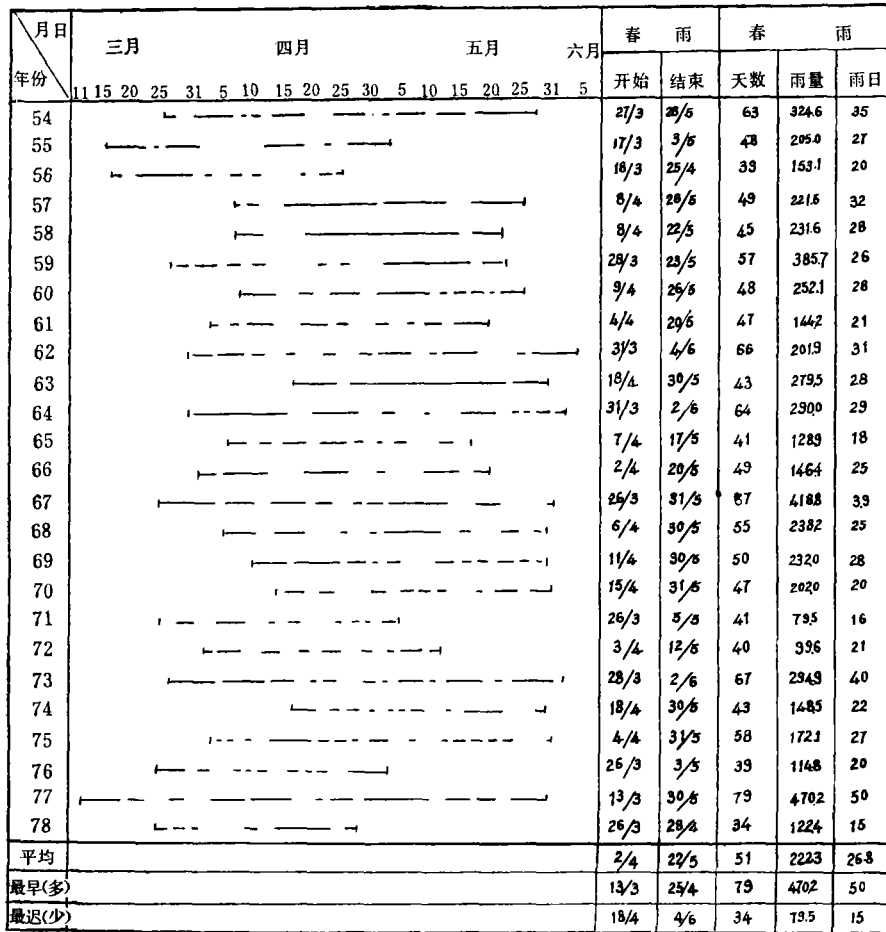 月日 三月 四月 五月 六月 春 雨 春 雨
年份 11 15 20 25 31 5 10 15 20 25 30 5 10 15 20 25 31 5 开始 结束 天数 雨量 雨日
54 27/3 28/5 63 324.6 35
55 17/3 3/5 48 205.0 27
56 18/3 25/4 39 153.1 20
57 8/4 26/5 49 221.6 32
58 8/4 22/5 45 231.6 28
59 28/3 23/5 57 385.7 26
60 9/4 26/5 48 252.1 28
61 4/4 20/5 47 144.2 21
62 31/3 4/6 66 201.9 31
63 18/4 30/5 43 279.5 28
64 31/3 2/6 64 290.0 29
65 7/4 17/5 41 128.9 18
66 2/4 20/5 49 146.4 25
67 26/3 31/5 67 418.8 39
68 6/4 30/5 55 238.2 25
69 11/4 30/5 50 232.0 28
70 15/4 31/5 47 202.0 20
71 26/3 5/5 41 79.5 16
72 3/4 12/5 40 99.6 21
73 28/3 2/6 67 294.9 40
74 18/4 30/5 43 148.5 22
75 4/4 31/5 58 172.1 27
76 26/3 3/5 39 114.8 20
77 13/3 30/5 79 470.2 50
78 26/3 28/4 34 122.4 15
平均 2/4 22/5 51 222.3 26.8
最早(多) 13/3 25/4 79 470.2 50
最迟(少) 18/4 4/6 34 79.5 15